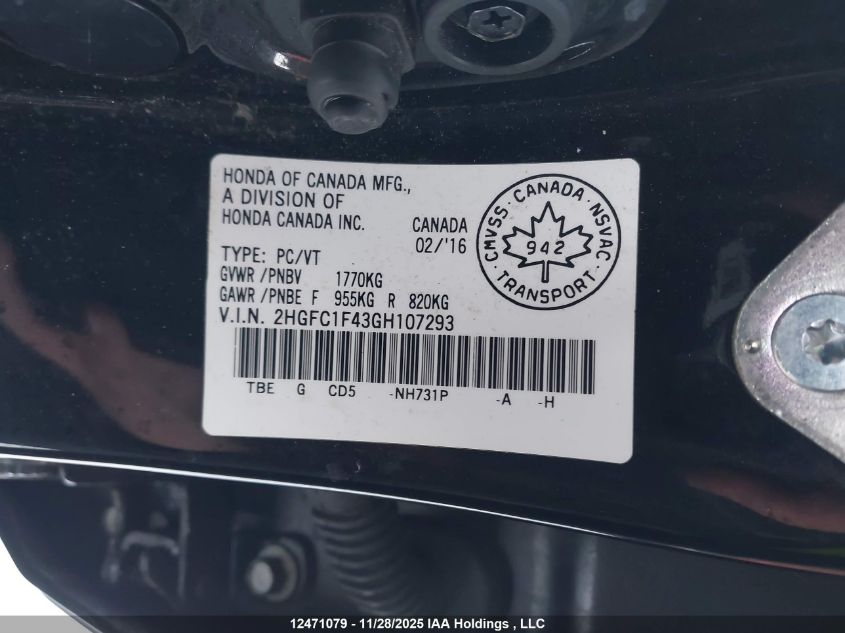 HONDA OF CANADA MFG.,
A DIVISION OF
HONDA CANADA INC.
CANADA
02/'16
TYPE: PC/VT
GVWR /PNBV 1770KG
GAWR /PNBE F 955KG R 820KG
V.I.N. 2HGFC1F43GH107293
TBE G CD5 -NH731P -A -H
CMVSS · CANADA · NSVAC
942
· TRANSPORT ·
12471079 - 11/28/2025 IAA Holdings , LLC